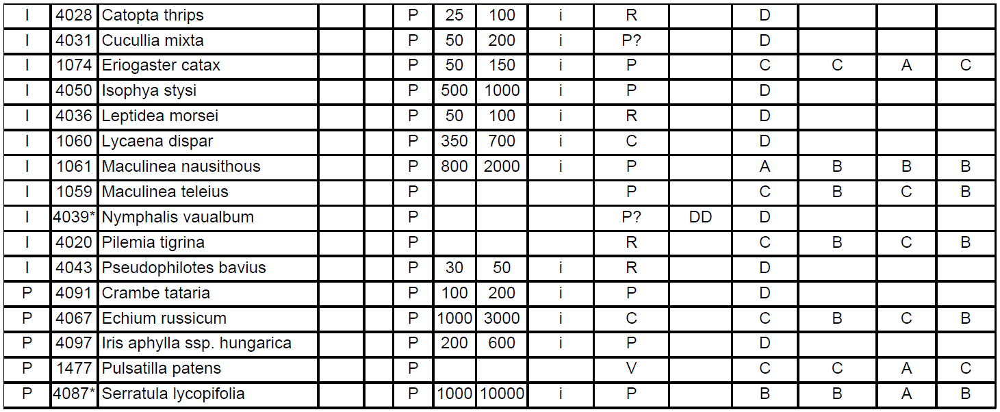 I 4028 Catopta thrips P 25 100 i R D
I 4031 Cucullia mixta P 50 200 i P? D
I 1074 Eriogaster catax P 50 150 i P C C A C
I 4050 Isophya stysi P 500 1000 i P D
I 4036 Leptidea morsei P 50 100 i R D
I 1060 Lycaena dispar P 350 700 i C D
I 1061 Maculinea nausithous P 800 2000 i P A B B B
I 1059 Maculinea teleius P P C B C B
I 4039* Nymphalis vaualbum P P? DD D
I 4020 Pilemia tigrina P R C B C B
I 4043 Pseudophilotes bavius P 30 50 i R D
P 4091 Crambe tataria P 100 200 i P D
P 4067 Echium russicum P 1000 3000 i C C B C B
P 4097 Iris aphylla ssp. hungarica P 200 600 i P D
P 1477 Pulsatilla patens P V C C A C
P 4087* Serratula lycopifolia P 1000 10000 i P B B A B